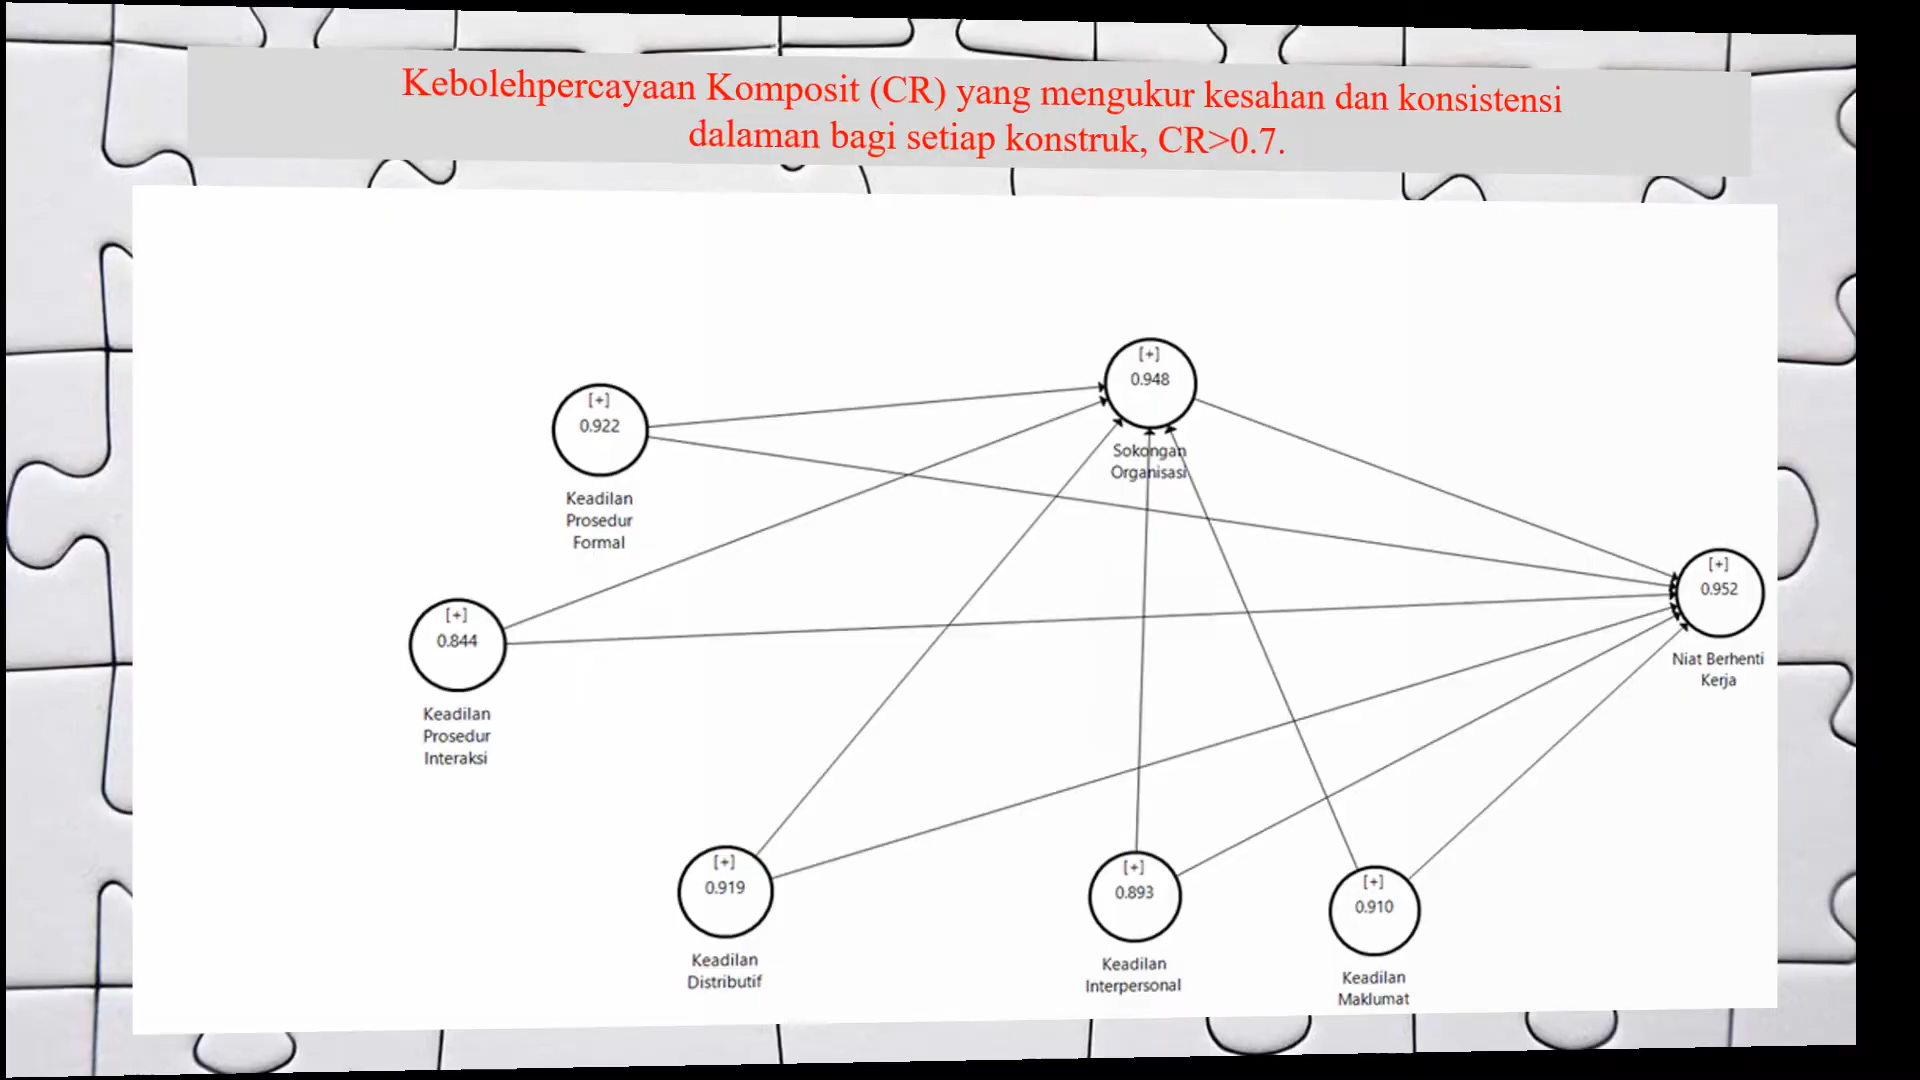 Kebolehpercayaan Komposit (CR) yang mengukur kesahan dan konsistensi
dalaman bagi setiap konstruk, CR>0.7.
[+]
0.948
Sokongan
Organisasi
[+]
0.922
Keadilan
Prosedur
Formal
[+]
0.952
Niat Berhenti
Kerja
[+]
0.844
Keadilan
Prosedur
Interaksi
[+]
0.919
Keadilan
Distributif
[+]
0.893
Keadilan
Interpersonal
[+]
0.910
Keadilan
Maklumat